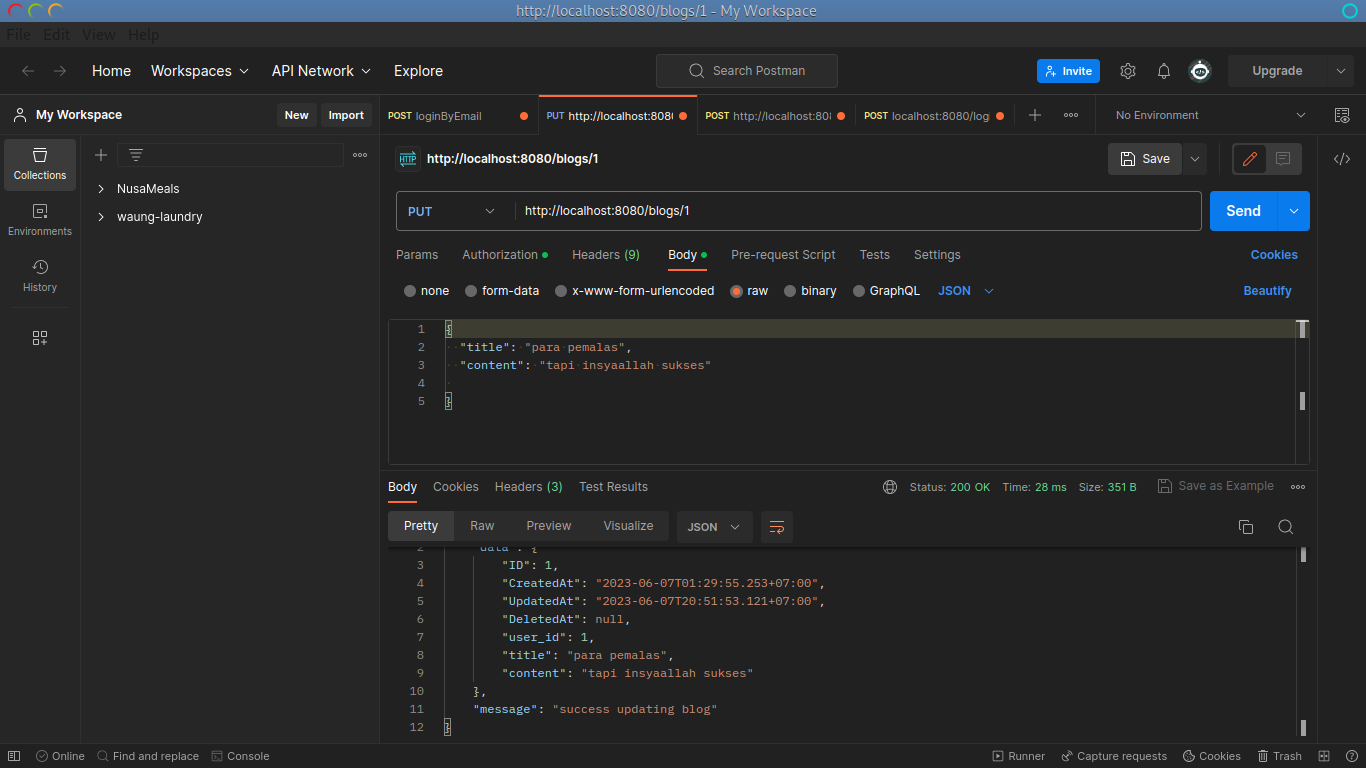 http://localhost:8080/blogs/1 - My Workspace
File Edit View Help
Home Workspaces API Network Explore Search Postman Invite Upgrade
My Workspace New Import
POST loginByEmail PUT http://localhost:808 POST http://localhost:80 POST localhost:8080/log No Environment
Collections
Environments
History
NusaMeals
waung-laundry
HTTP http://localhost:8080/blogs/1 Save
PUT http://localhost:8080/blogs/1 Send
Params Authorization Headers (9) Body Pre-request Script Tests Settings Cookies
none form-data x-www-form-urlencoded raw binary GraphQL JSON Beautify
1 {
2 "title": "para pemalas",
3 "content": "tapi insyaallah sukses"
4
5 }
Body Cookies Headers (3) Test Results Status: 200 OK Time: 28 ms Size: 351 B Save as Example
Pretty Raw Preview Visualize JSON
2 "data": {
3 "ID": 1,
4 "CreatedAt": "2023-06-07T01:29:55.253+07:00",
5 "UpdatedAt": "2023-06-07T20:51:53.121+07:00",
6 "DeletedAt": null,
7 "user_id": 1,
8 "title": "para pemalas",
9 "content": "tapi insyaallah sukses"
10 },
11 "message": "success updating blog"
12 }
Online Find and replace Console Runner Capture requests Cookies Trash